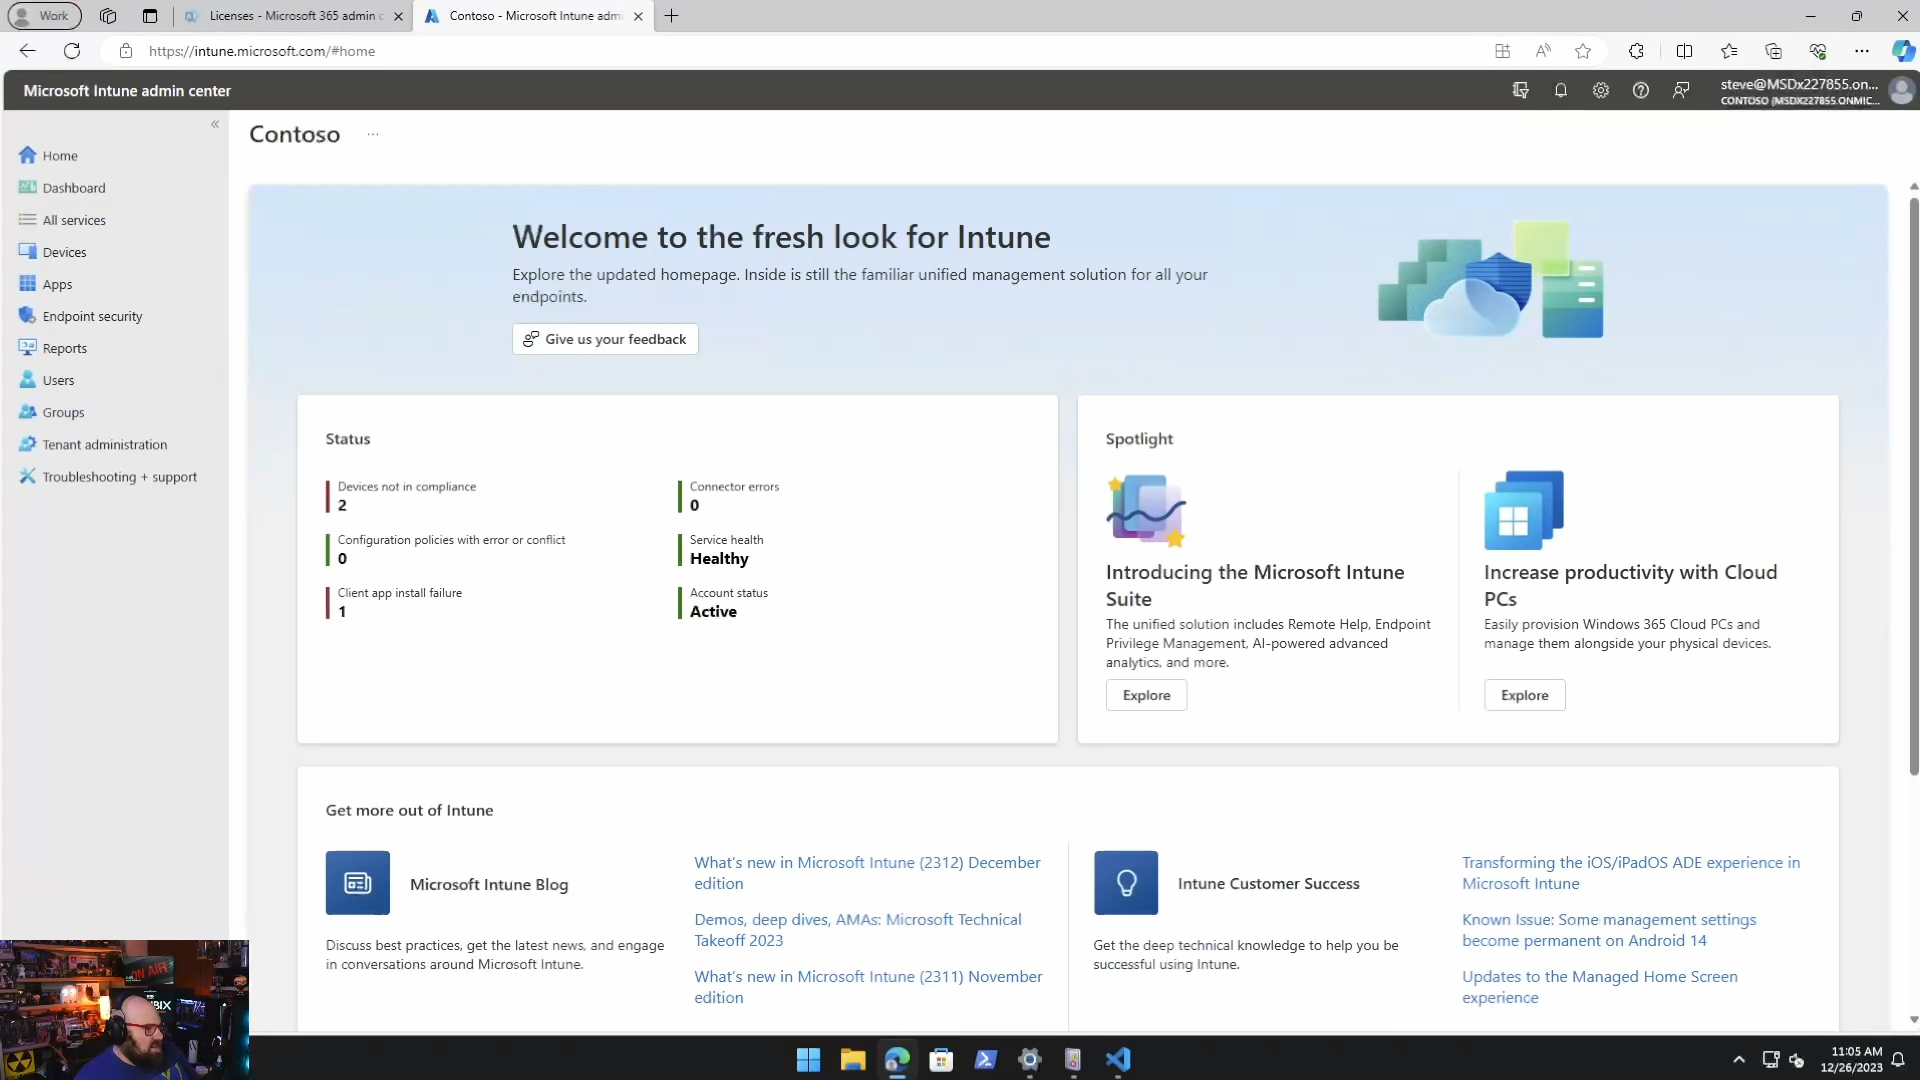 Work
Licenses - Microsoft 365 admin c
Contoso - Microsoft Intune admi
https://intune.microsoft.com/#home
Microsoft Intune admin center
steve@MSDx227855.on...
CONTOSO (MSDX227855.ONMIC...
Home
Dashboard
All services
Devices
Apps
Endpoint security
Reports
Users
Groups
Tenant administration
Troubleshooting + support
Contoso
Welcome to the fresh look for Intune
Explore the updated homepage. Inside is still the familiar unified management solution for all your
endpoints.
Give us your feedback
Status
Devices not in compliance
2
Configuration policies with error or conflict
0
Client app install failure
1
Connector errors
0
Service health
Healthy
Account status
Active
Spotlight
Introducing the Microsoft Intune
Suite
The unified solution includes Remote Help, Endpoint
Privilege Management, AI-powered advanced
analytics, and more.
Explore
Increase productivity with Cloud
PCs
Easily provision Windows 365 Cloud PCs and
manage them alongside your physical devices.
Explore
Get more out of Intune
Microsoft Intune Blog
Discuss best practices, get the latest news, and engage
in conversations around Microsoft Intune.
What's new in Microsoft Intune (2312) December
edition
Demos, deep dives, AMAs: Microsoft Technical
Takeoff 2023
What's new in Microsoft Intune (2311) November
edition
Intune Customer Success
Get the deep technical knowledge to help you be
successful using Intune.
Transforming the iOS/iPadOS ADE experience in
Microsoft Intune
Known Issue: Some management settings
become permanent on Android 14
Updates to the Managed Home Screen
experience
ON AIR
11:05 AM
12/26/2023